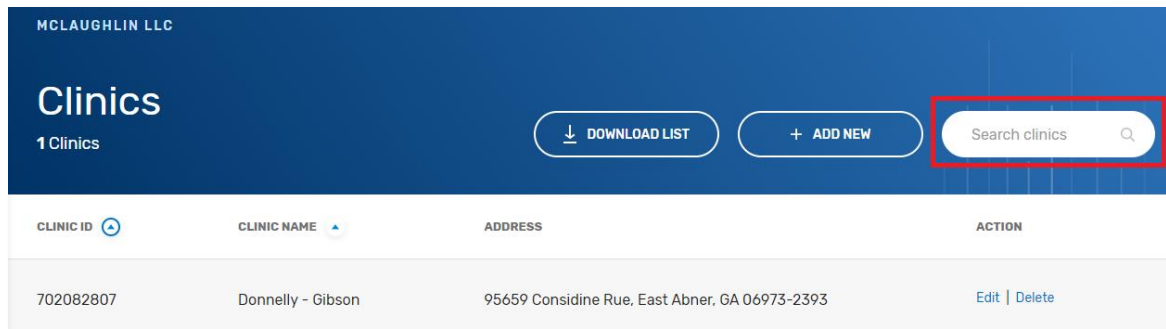 MCLAUGHLIN LLC
Clinics
1 Clinics
DOWNLOAD LIST
+ ADD NEW
Search clinics
CLINIC ID
CLINIC NAME
ADDRESS
ACTION
702082807
Donnelly - Gibson
95659 Considine Rue, East Abner, GA 06973-2393
Edit | Delete